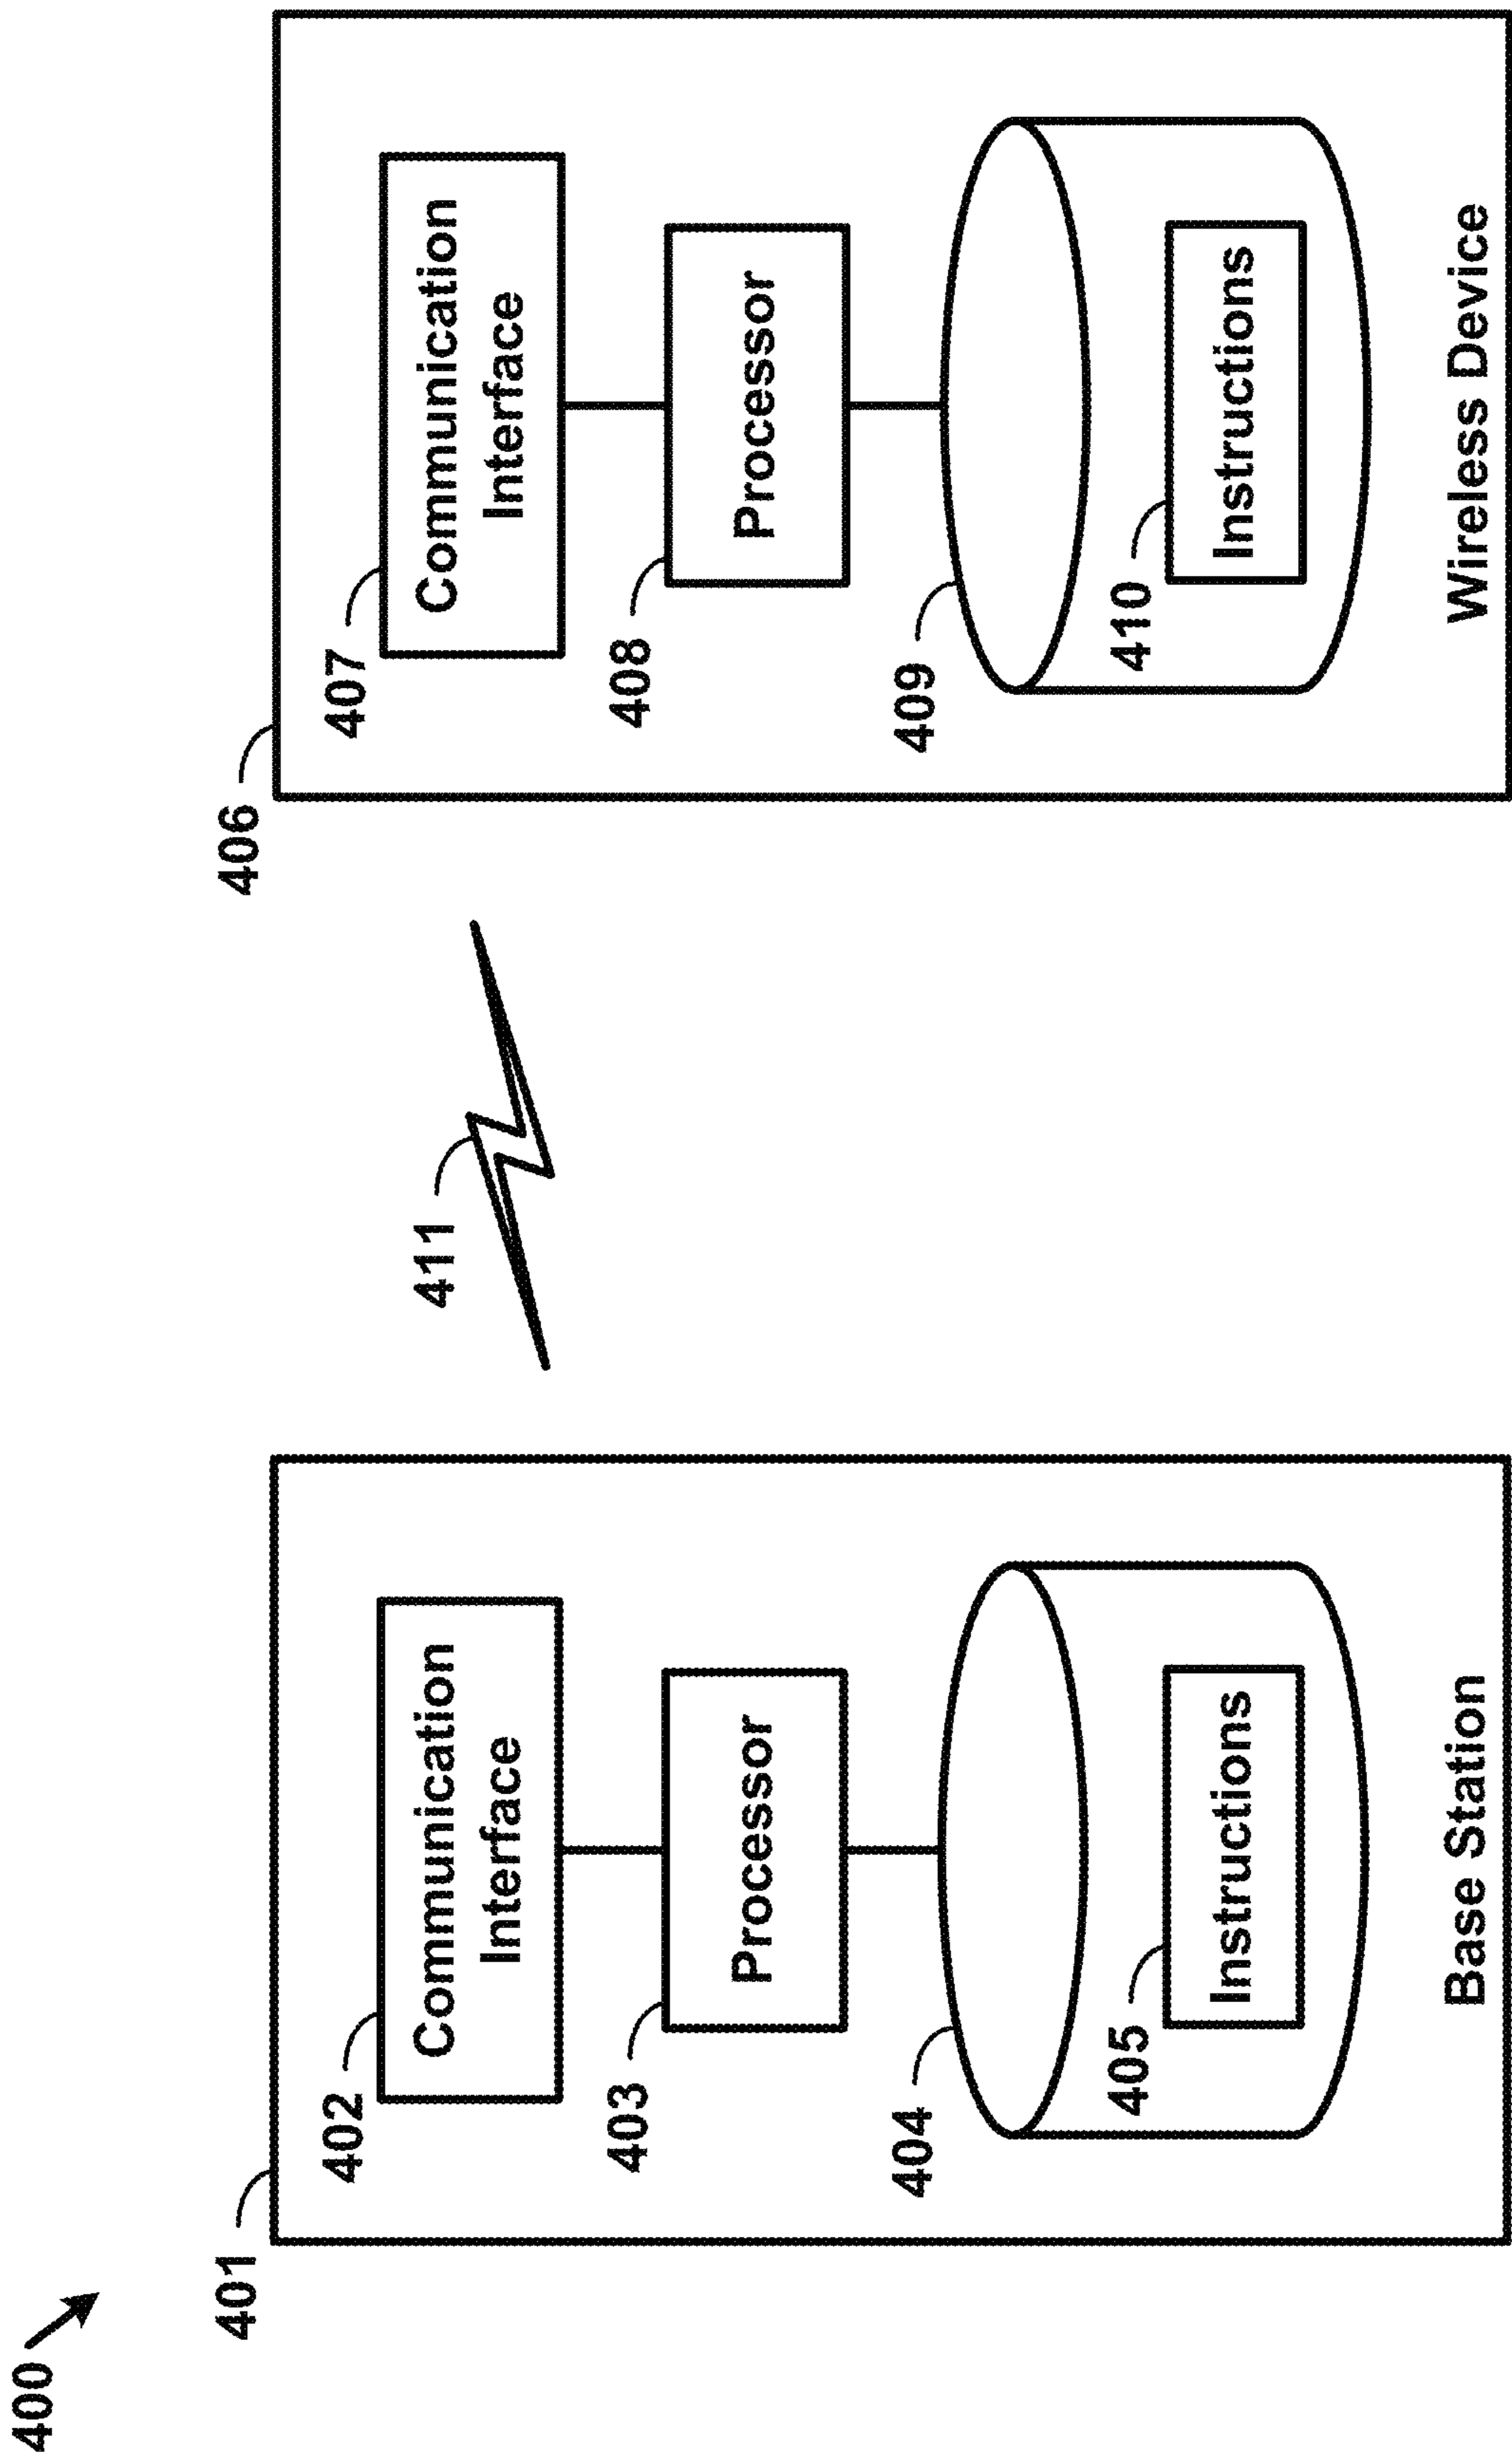 400
401
402
Communication
Interface
403
Processor
404
405
Instructions
Base Station
411
406
407
Communication
Interface
408
Processor
409
410
Instructions
Wireless Device